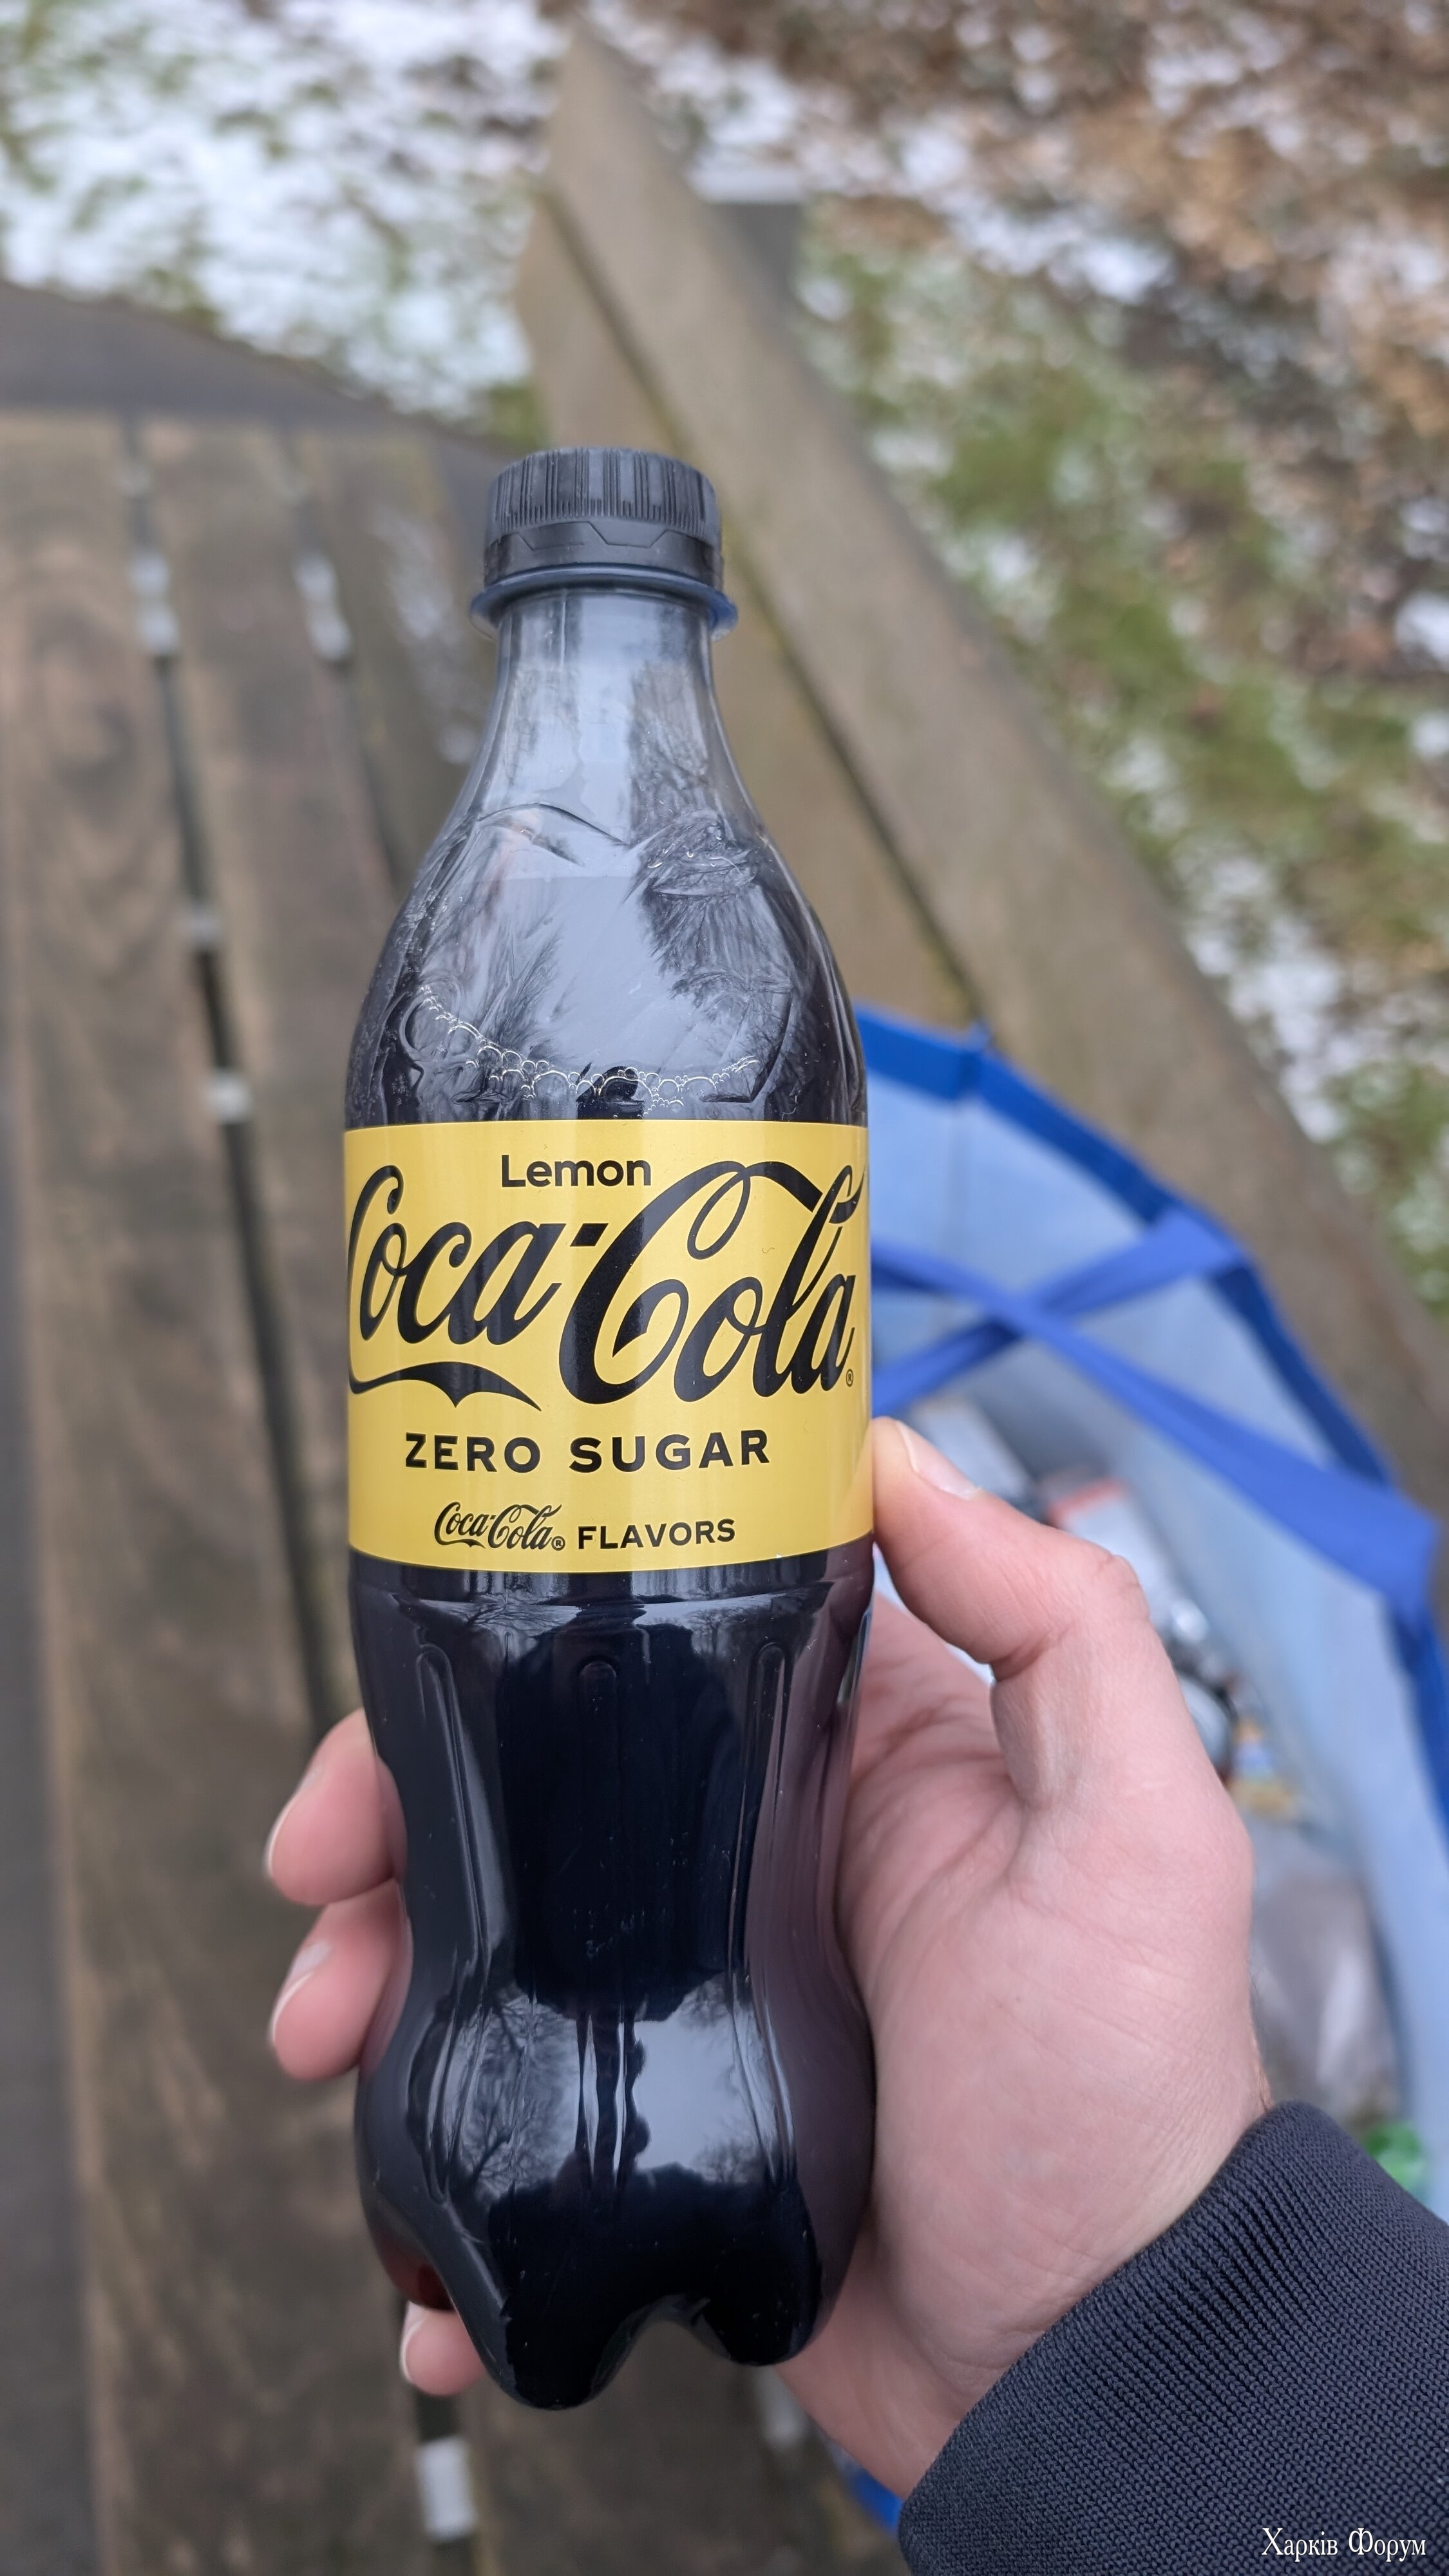 Lemon
Coca-Cola®
ZERO SUGAR
Coca-Cola® FLAVORS
Харків Форум